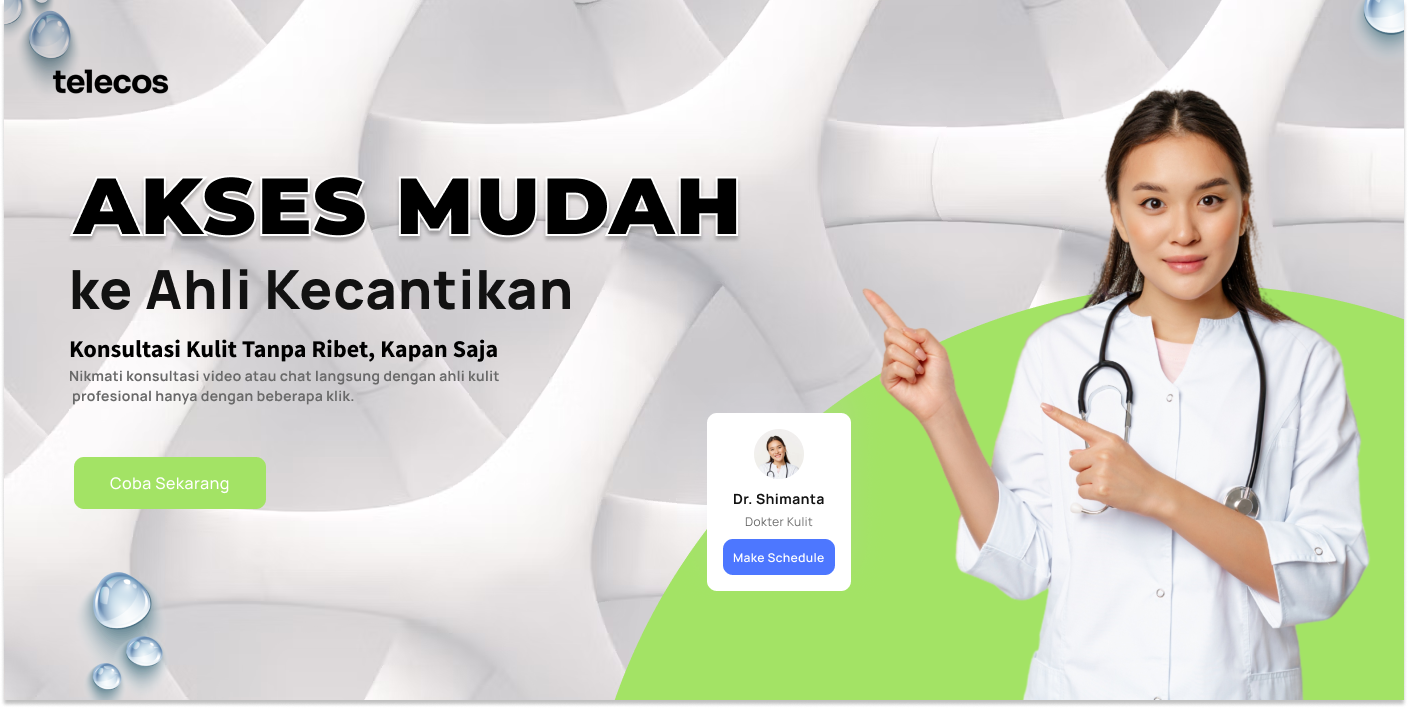 telecos
AKSES MUDAH
ke Ahli Kecantikan
Konsultasi Kulit Tanpa Ribet, Kapan Saja
Nikmati konsultasi video atau chat langsung dengan ahli kulit
profesional hanya dengan beberapa klik.
Coba Sekarang
Dr. Shimanta
Dokter Kulit
Make Schedule